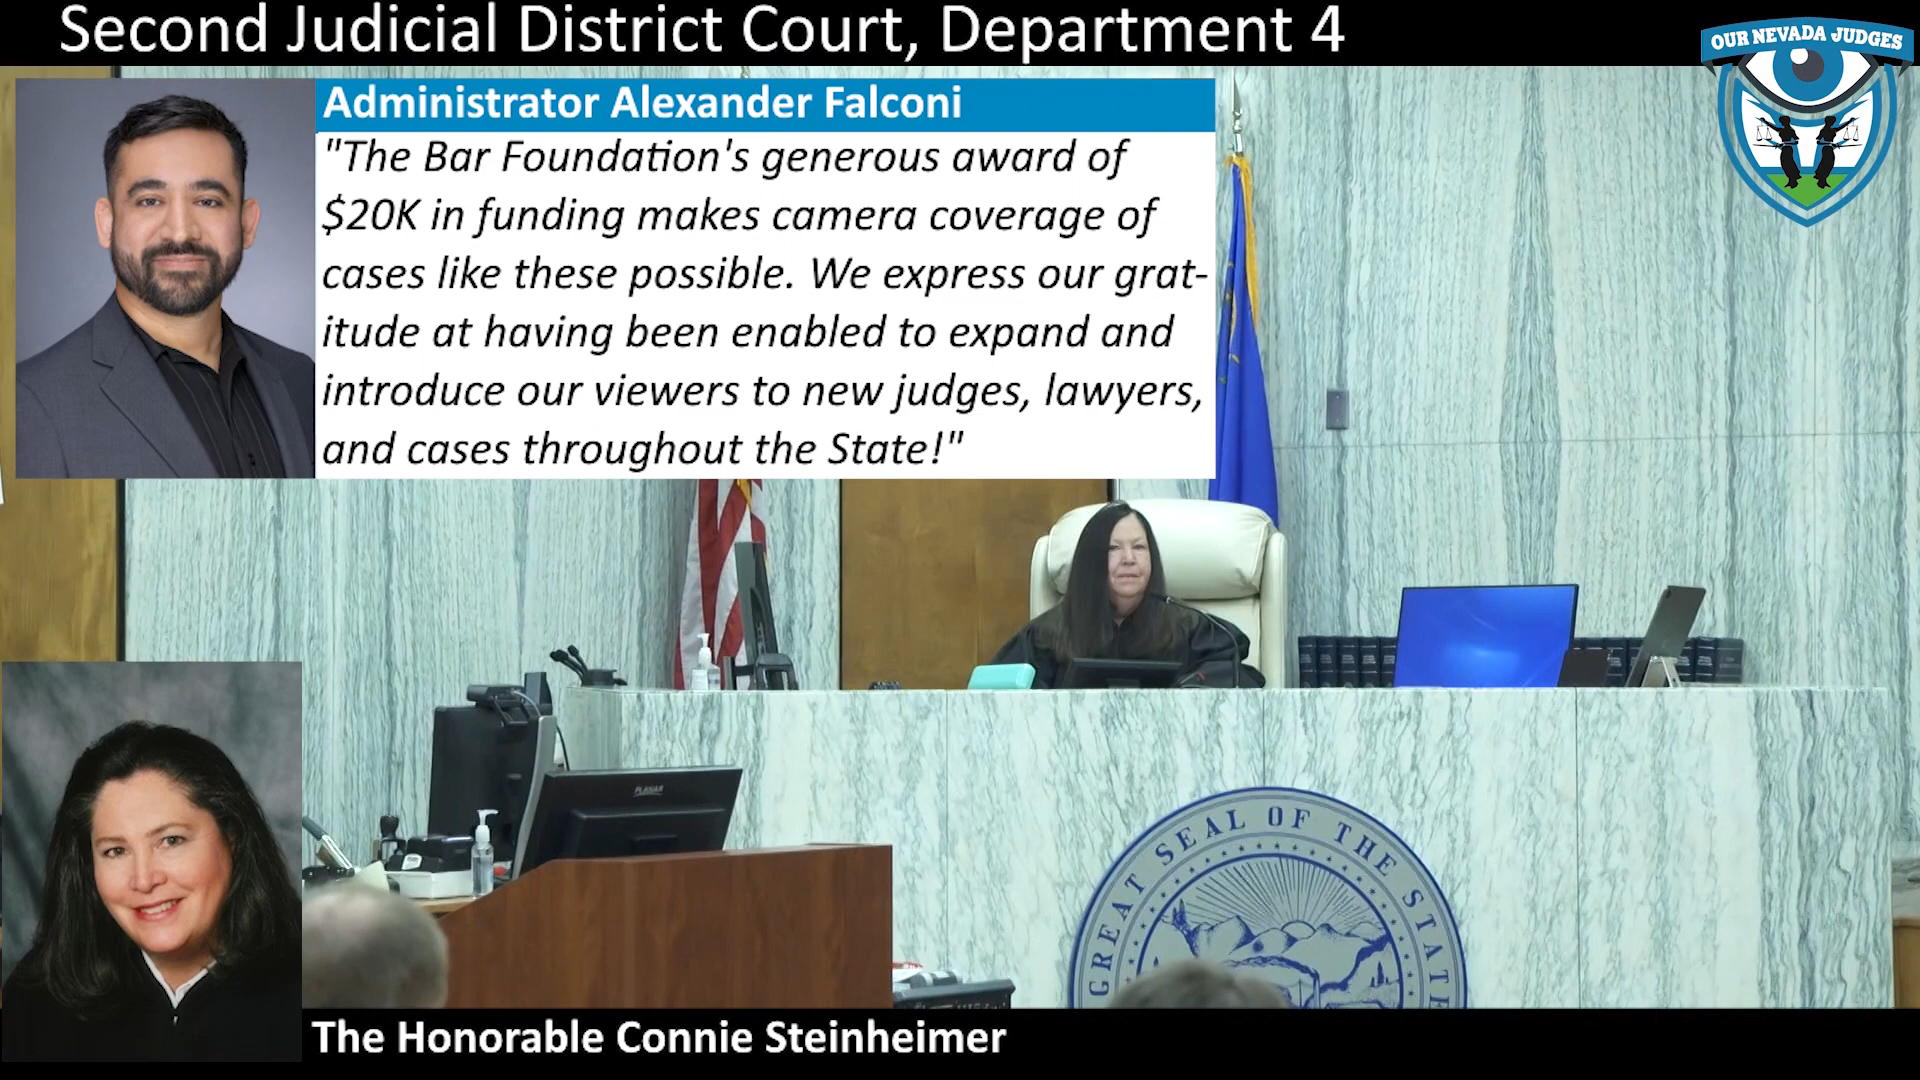 Second Judicial District Court, Department 4
OUR NEVADA JUDGES
Administrator Alexander Falconi
"The Bar Foundation's generous award of
$20K in funding makes camera coverage of
cases like these possible. We express our grat-
itude at having been enabled to expand and
introduce our viewers to new judges, lawyers,
and cases throughout the State!"
PLANAR
GREAT SEAL OF THE STATE
The Honorable Connie Steinheimer